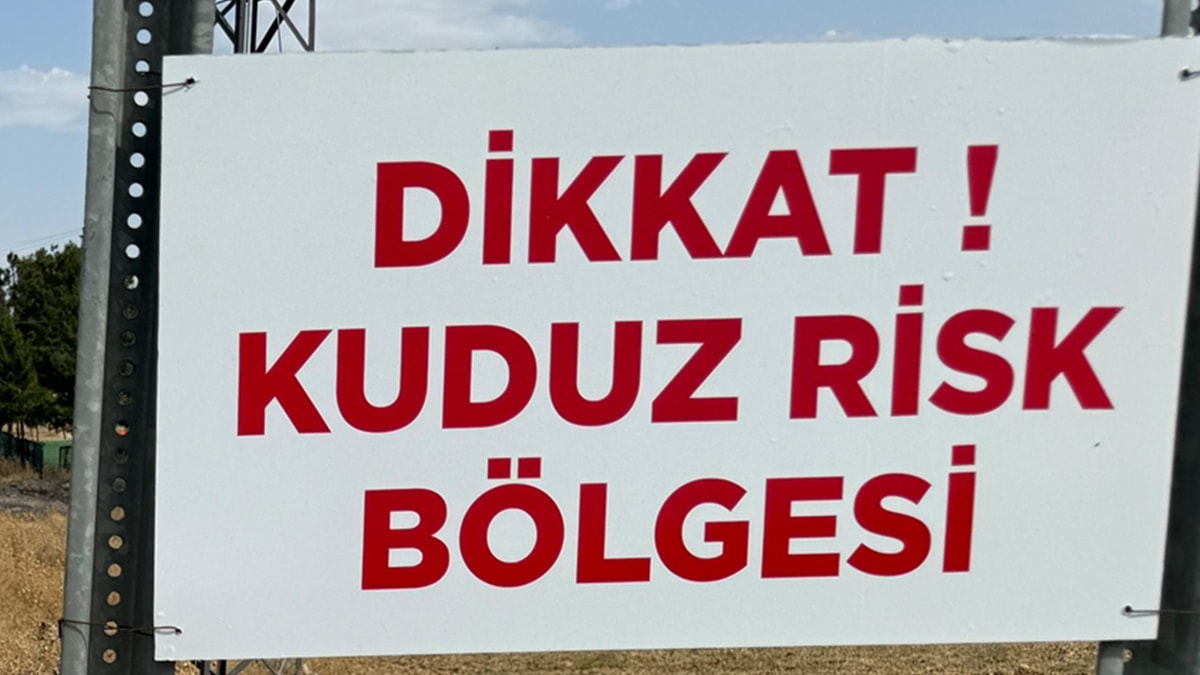 DİKKAT !
KUDUZ RİSK
BÖLGESİ